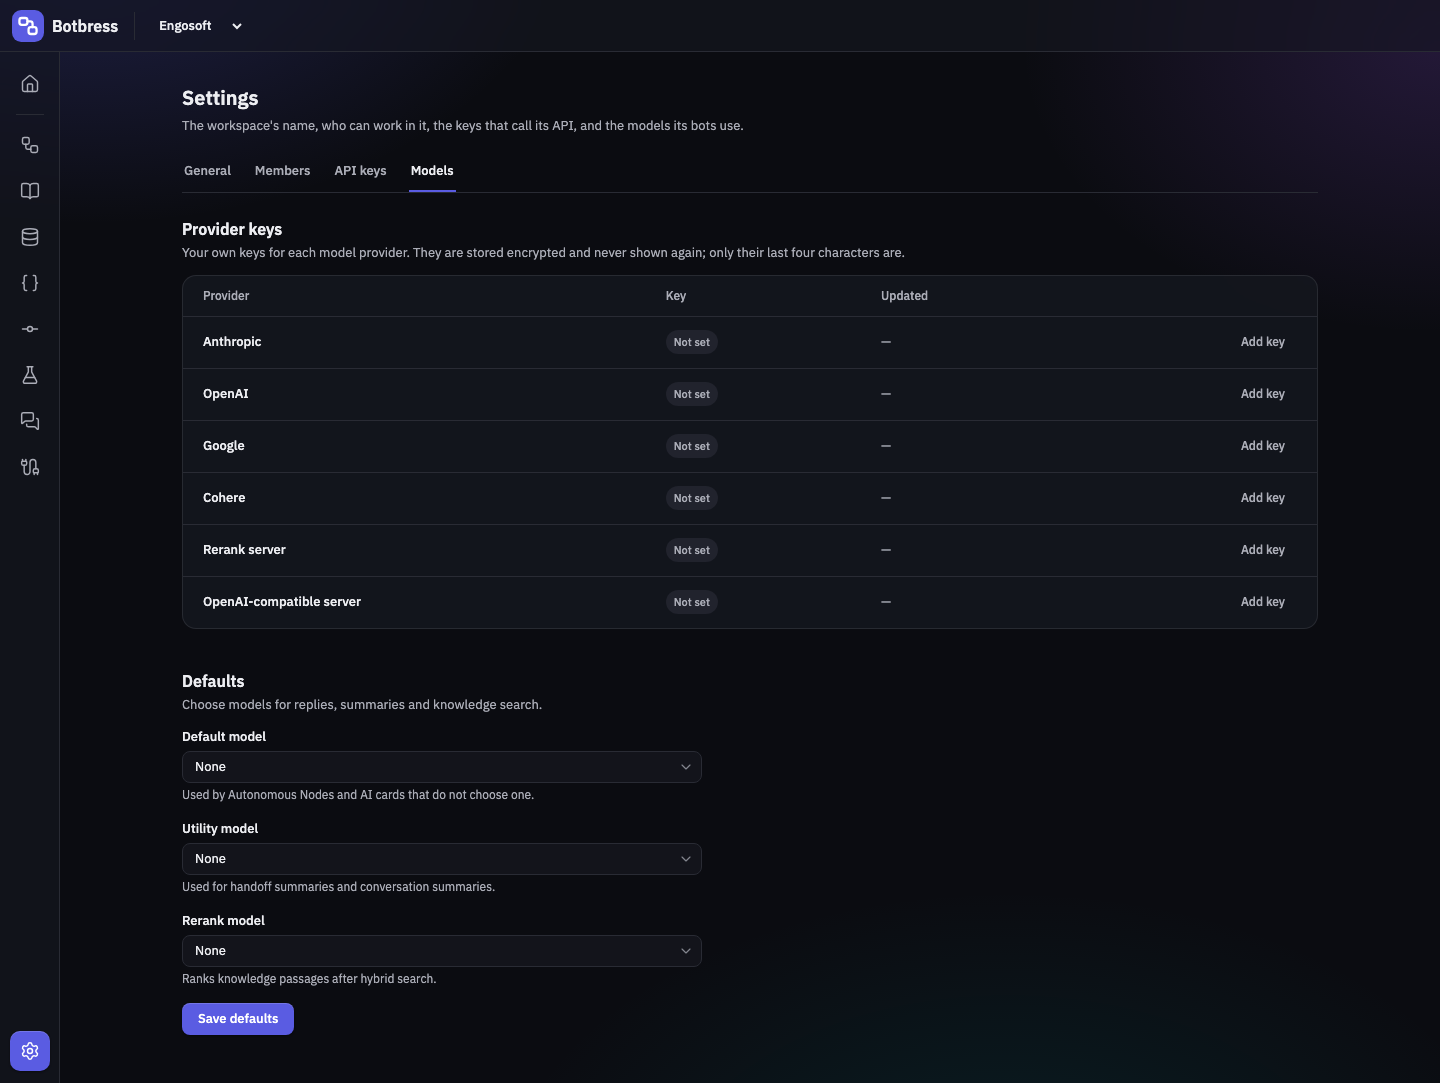 Botbress
Engosoft
Settings
The workspace's name, who can work in it, the keys that call its API, and the models its bots use.
General Members API keys Models
Provider keys
Your own keys for each model provider. They are stored encrypted and never shown again; only their last four characters are.
Provider Key Updated
Anthropic Not set — Add key
OpenAI Not set — Add key
Google Not set — Add key
Cohere Not set — Add key
Rerank server Not set — Add key
OpenAI-compatible server Not set — Add key
Defaults
Choose models for replies, summaries and knowledge search.
Default model
None
Used by Autonomous Nodes and AI cards that do not choose one.
Utility model
None
Used for handoff summaries and conversation summaries.
Rerank model
None
Ranks knowledge passages after hybrid search.
Save defaults